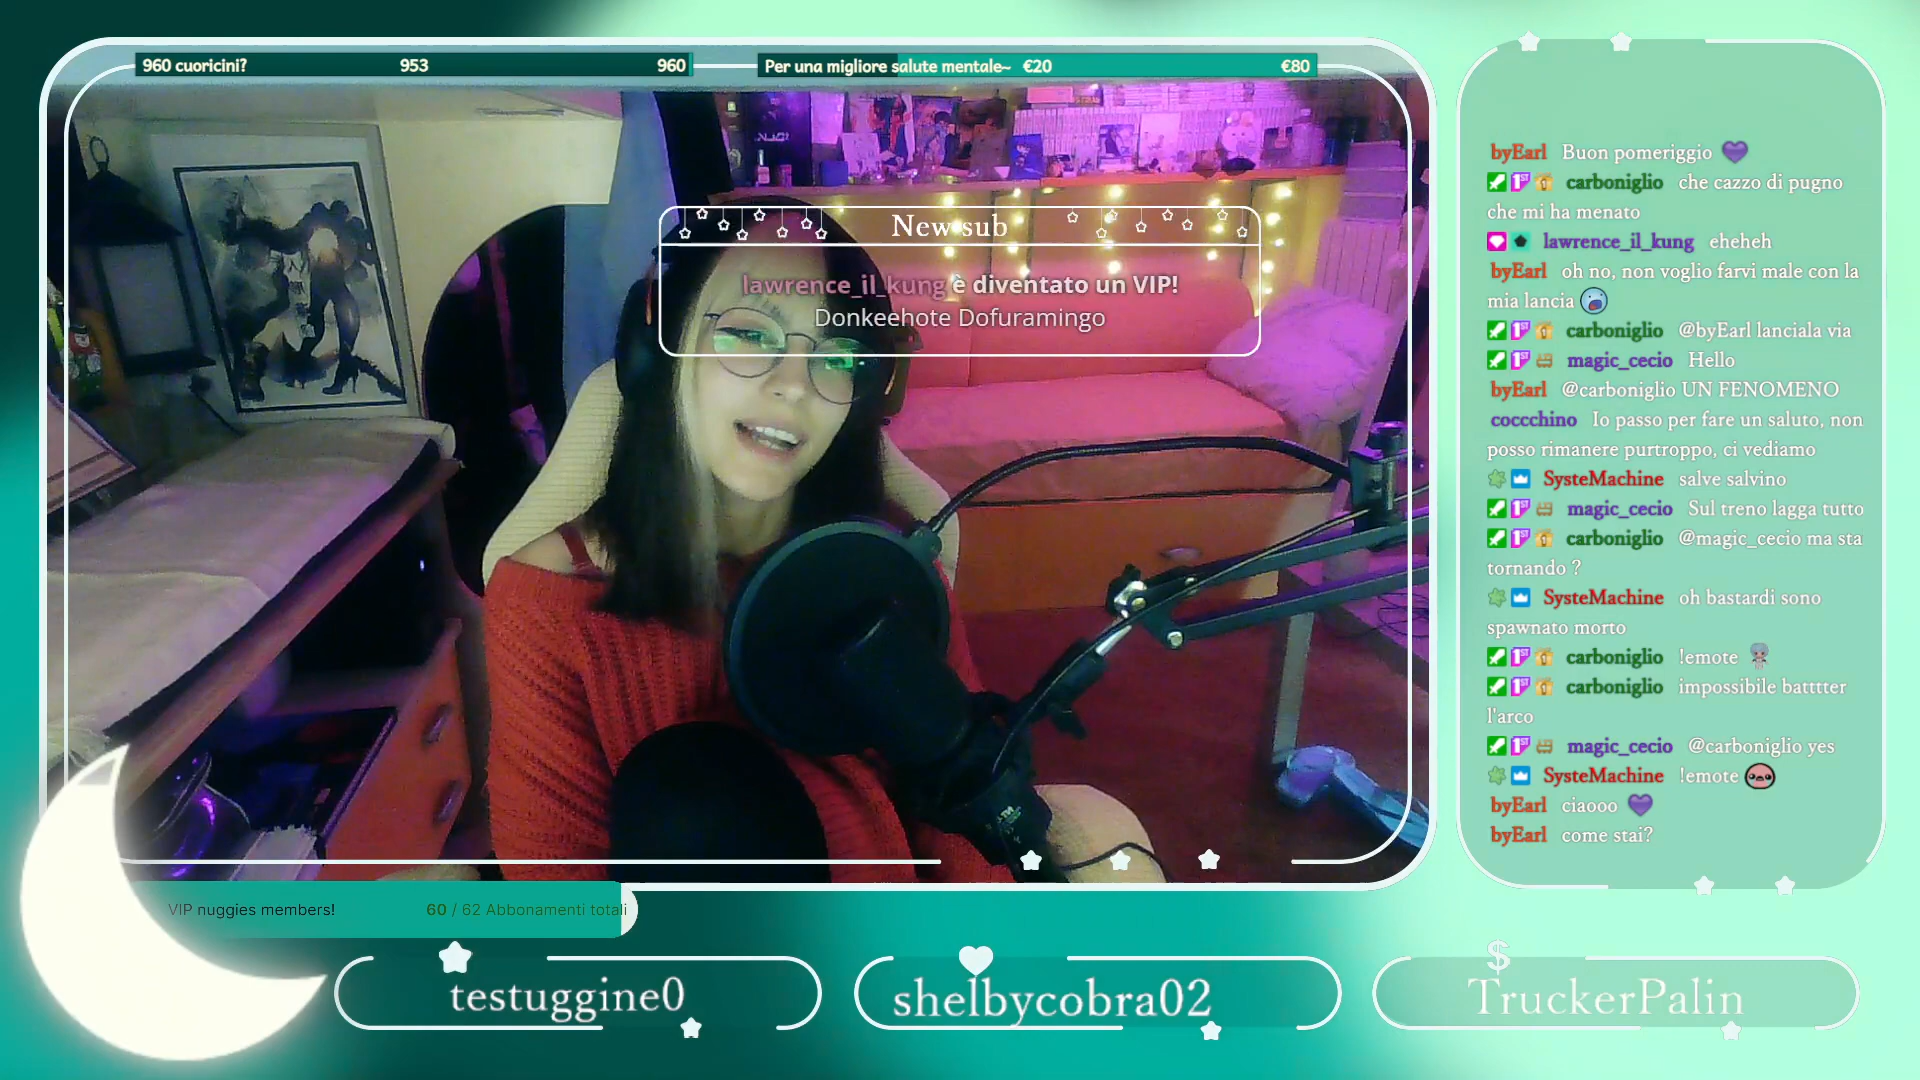 960 cuoricini? 953 960
Per una migliore salute mentale~ €20 €80
New sub
lawrence_il_kung è diventato un VIP!
Donkeehote Dofuramingo
byEarl Buon pomeriggio
carboniglio che cazzo di pugno
che mi ha menato
lawrence_il_kung eheheh
byEarl oh no, non voglio farvi male con la
mia lancia
carboniglio @byEarl lanciala via
magic_cecio Hello
byEarl @carboniglio UN FENOMENO
coccchino Io passo per fare un saluto, non
posso rimanere purtroppo, ci vediamo
SysteMachine salve salvino
magic_cecio Sul treno lagga tutto
carboniglio @magic_cecio ma sta
tornando ?
SysteMachine oh bastardi sono
spawnato morto
carboniglio !emote
carboniglio impossibile batttter
l'arco
magic_cecio @carboniglio yes
SysteMachine !emote
byEarl ciaooo
byEarl come stai?
VIP nuggies members! 60 / 62 Abbonamenti totali
testuggine0
shelbycobra02
$
TruckerPalin